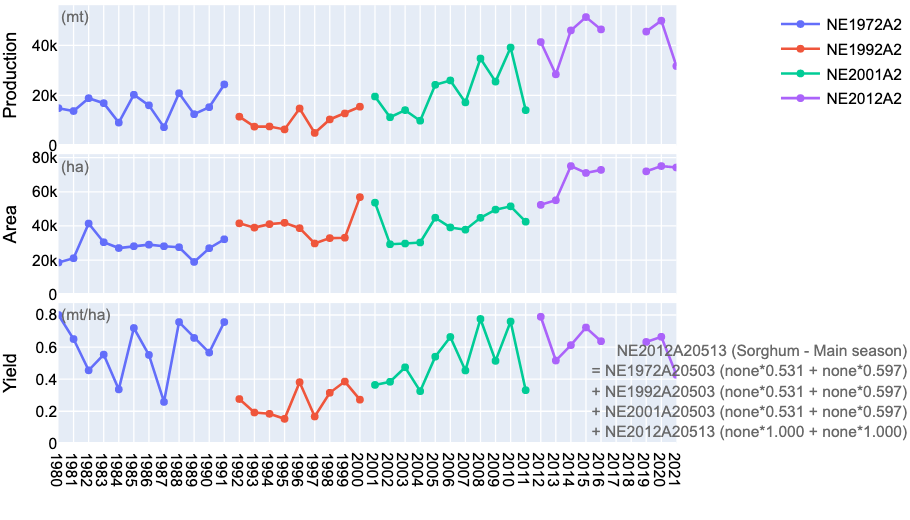 (mt)
Production
40k
20k
0
NE1972A2
NE1992A2
NE2001A2
NE2012A2
80k
(ha)
Area
60k
40k
20k
0
0.8
(mt/ha)
Yield
0.6
0.4
0.2
0
NE2012A20513 (Sorghum - Main season)
= NE1972A20503 (none*0.531 + none*0.597)
+ NE1992A20503 (none*0.531 + none*0.597)
+ NE2001A20503 (none*0.531 + none*0.597)
+ NE2012A20513 (none*1.000 + none*1.000)
1980
1981
1982
1983
1984
1985
1986
1987
1988
1989
1990
1991
1992
1993
1994
1995
1996
1997
1998
1999
2000
2001
2002
2003
2004
2005
2006
2007
2008
2009
2010
2011
2012
2013
2014
2015
2016
2017
2018
2019
2020
2021